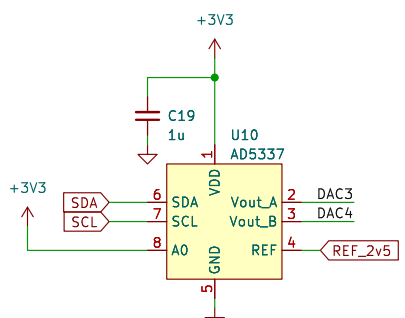 +3V3
C19
1u
U10
AD5337
1
VDD
+3V3
SDA 6 SDA Vout_A 2 DAC3
SCL 7 SCL Vout_B 3 DAC4
8 A0 REF 4 REF_2v5
GND
5